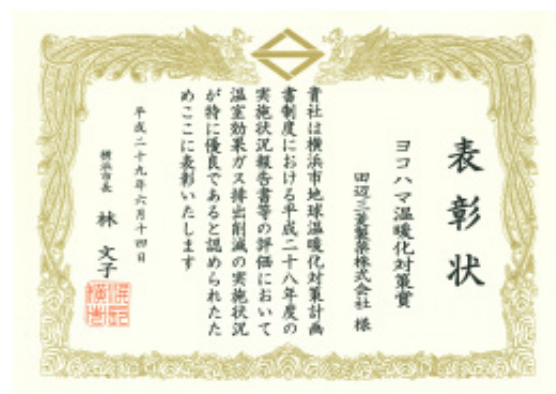 表彰状
ヨコハマ温暖化対策賞
田辺三菱製薬株式会社 様
貴社は横浜市地球温暖化対策計画
書制度における平成二十八年度の
実施状況報告書等の評価において
温室効果ガス排出削減の実施状況
が特に優良であると認められたた
めここに表彰いたします
平成二十九年六月十四日
横浜市長 林 文子